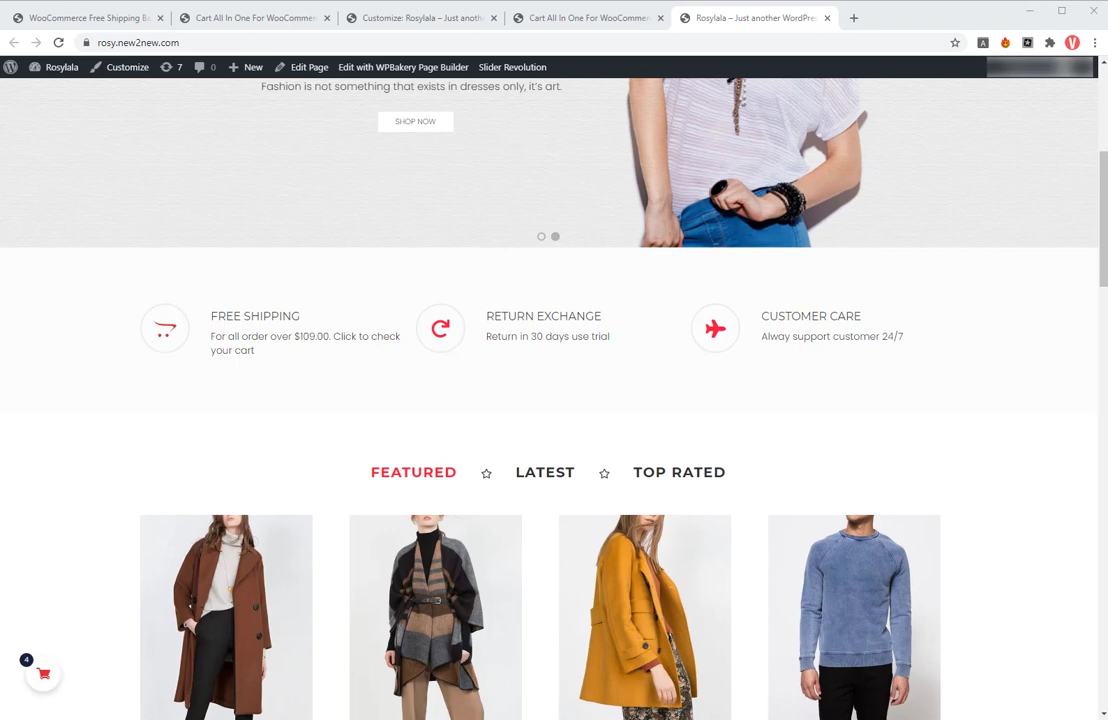 WooCommerce Free Shipping B
Cart All In One For WooCommer
Customize: Rosylala – Just anoth
Cart All In One For WooCommer
Rosylala – Just another WordPre
rosy.new2new.com
Rosylala
Customize
7
0
New
Edit Page
Edit with WPBakery Page Builder
Slider Revolution
Fashion is not something that exists in dresses only, it's art.
SHOP NOW
FREE SHIPPING
For all order over $109.00. Click to check
your cart
RETURN EXCHANGE
Return in 30 days use trial
CUSTOMER CARE
Alway support customer 24/7
FEATURED
LATEST
TOP RATED
4